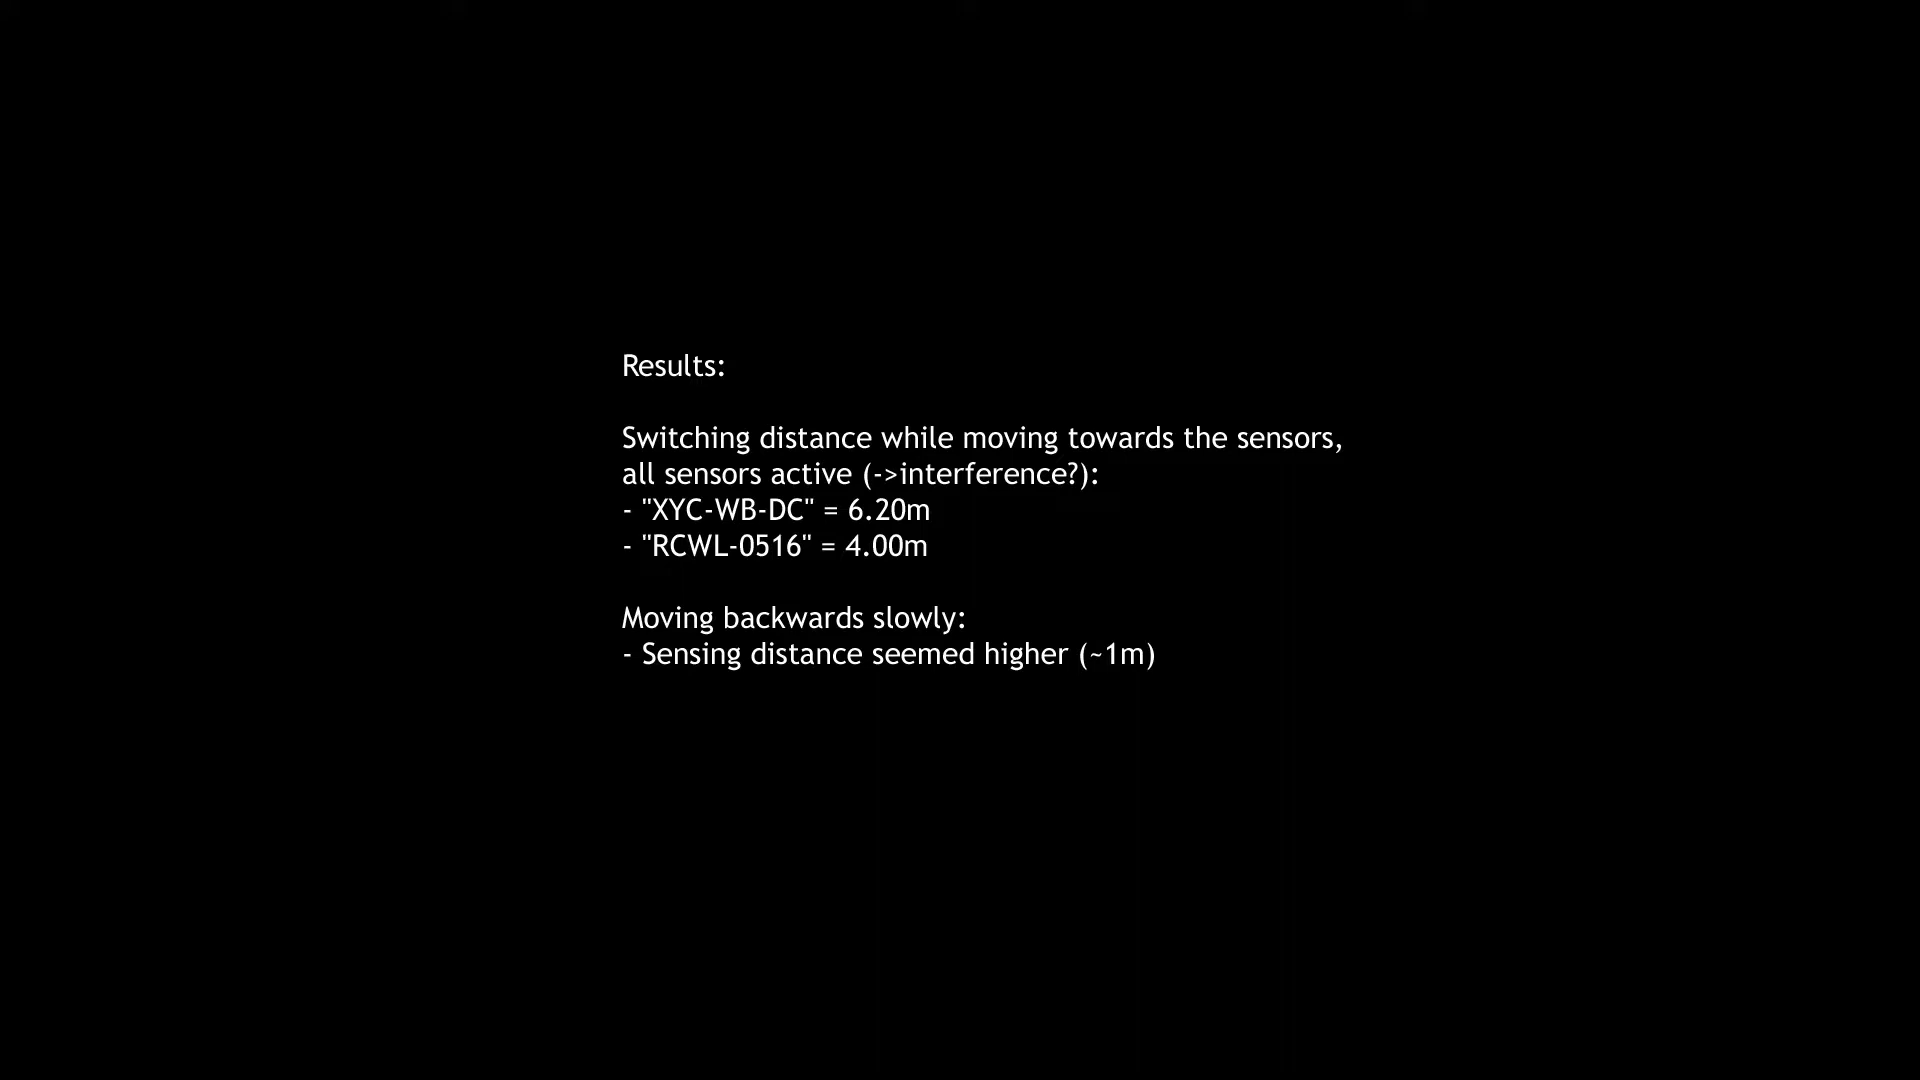 Results:
Switching distance while moving towards the sensors,
all sensors active (->interference?):
- "XYC-WB-DC" = 6.20m
- "RCWL-0516" = 4.00m
Moving backwards slowly:
- Sensing distance seemed higher (~1m)